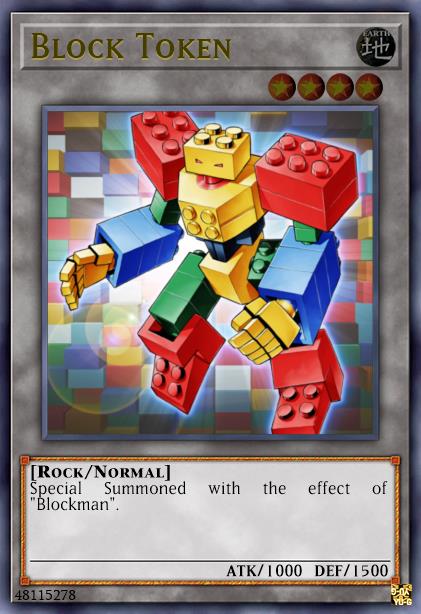 Block Token
EARTH
地
[Rock/Normal]
Special Summoned with the effect of
"Blockman".
ATK/1000 DEF/1500
48115278